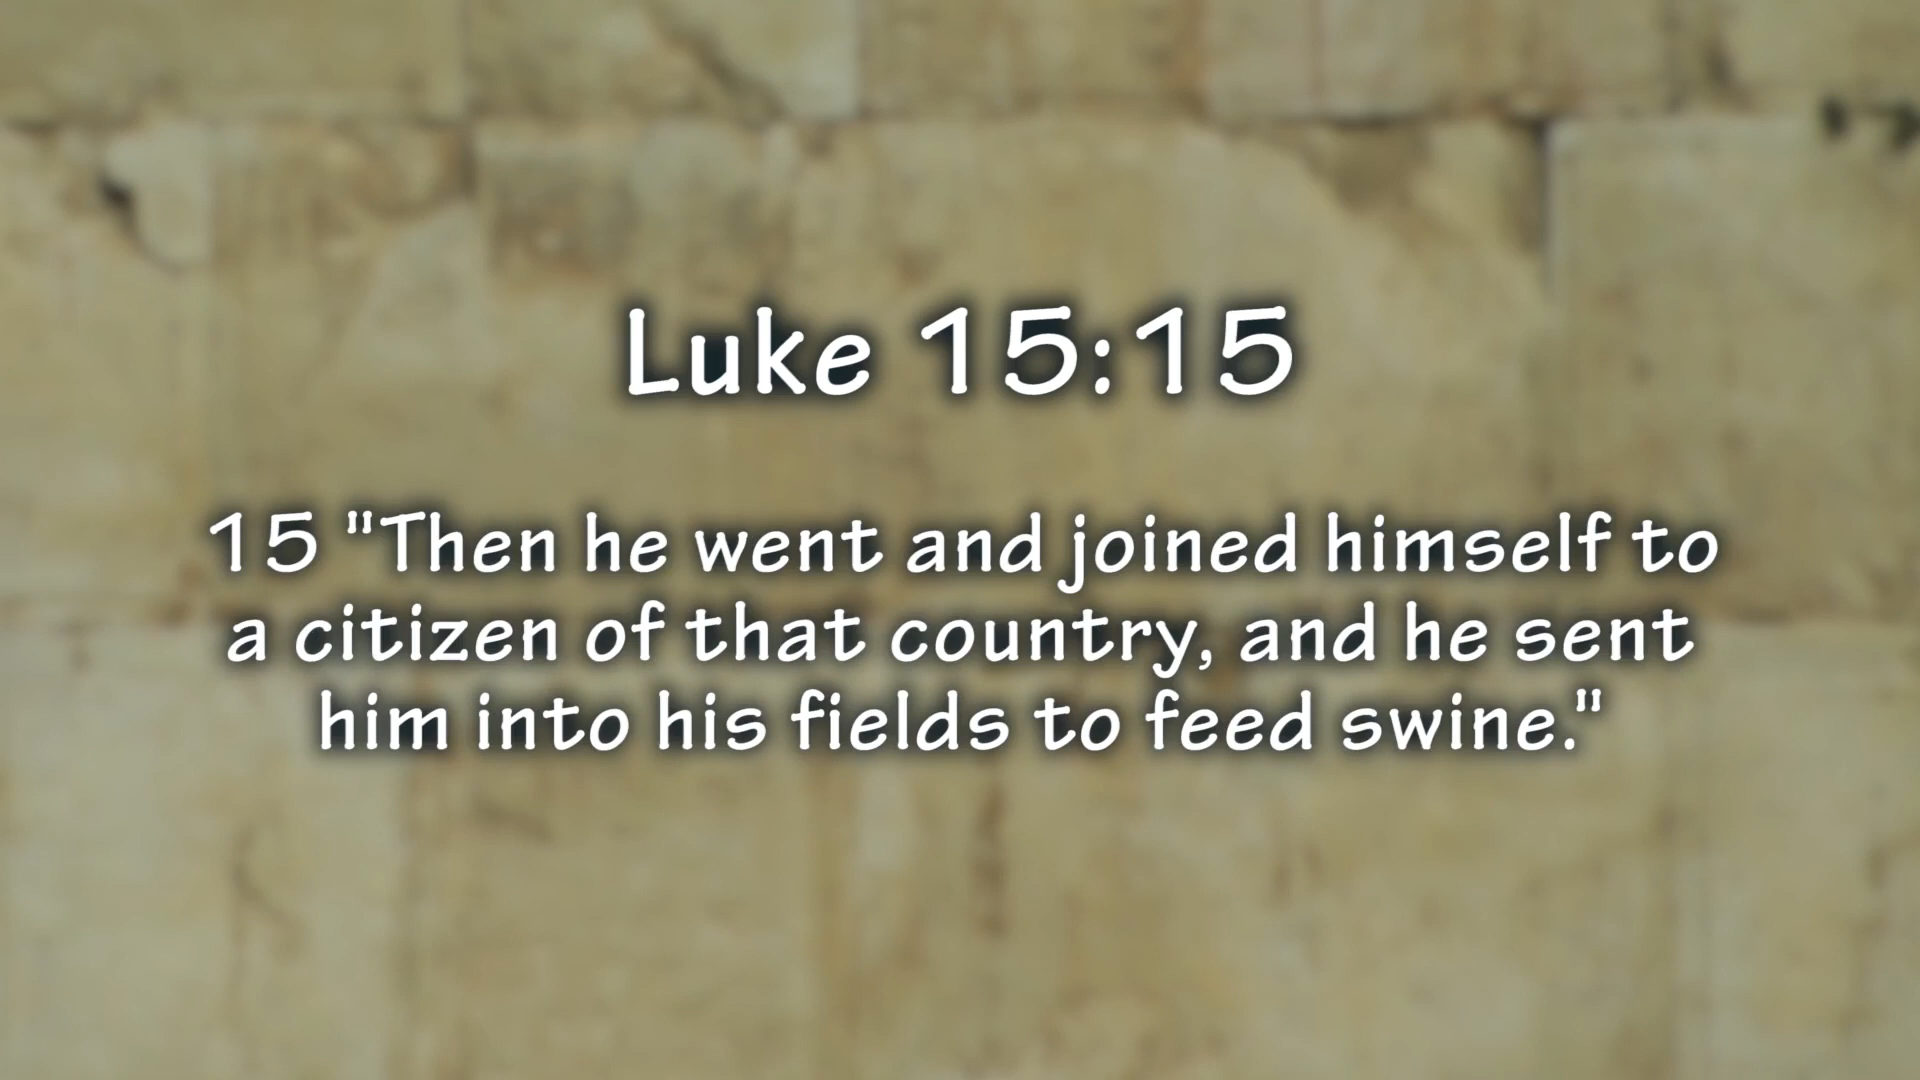 Luke 15:15
15 "Then he went and joined himself to
a citizen of that country, and he sent
him into his fields to feed swine."